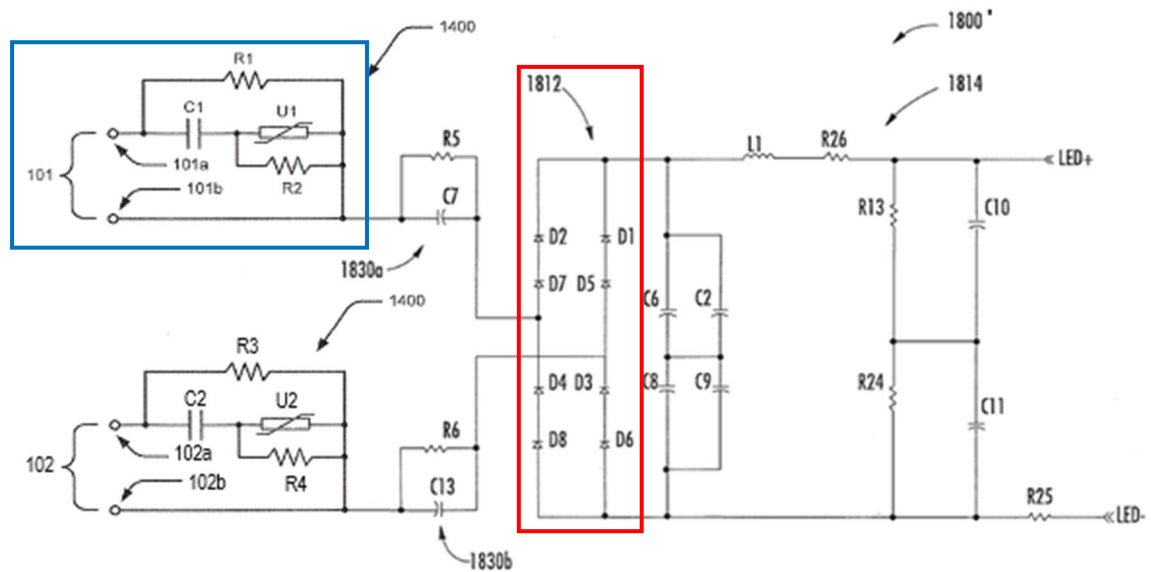 1400
1800'
R1
1812
1814
C1
U1
R5
L1
R26
LED+
101a
101
101b
R2
C7
R13
C10
D2
D1
1830a
D7
D5
C6
C2
1400
R3
C8
C9
D4
D3
R24
C11
C2
U2
R6
D8
D6
102a
102
102b
R4
C13
R25
LED-
1830b